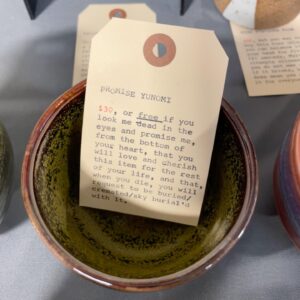 PROMISE YUNOMI
$30, or free if you
look me dead in the
eyes and promise me,
from the bottom of
your heart, that you
will love and cherish
this item for the rest
or your life, and that,
when you die, you will
request to be buried/
cremated/sky burial'd
with it.